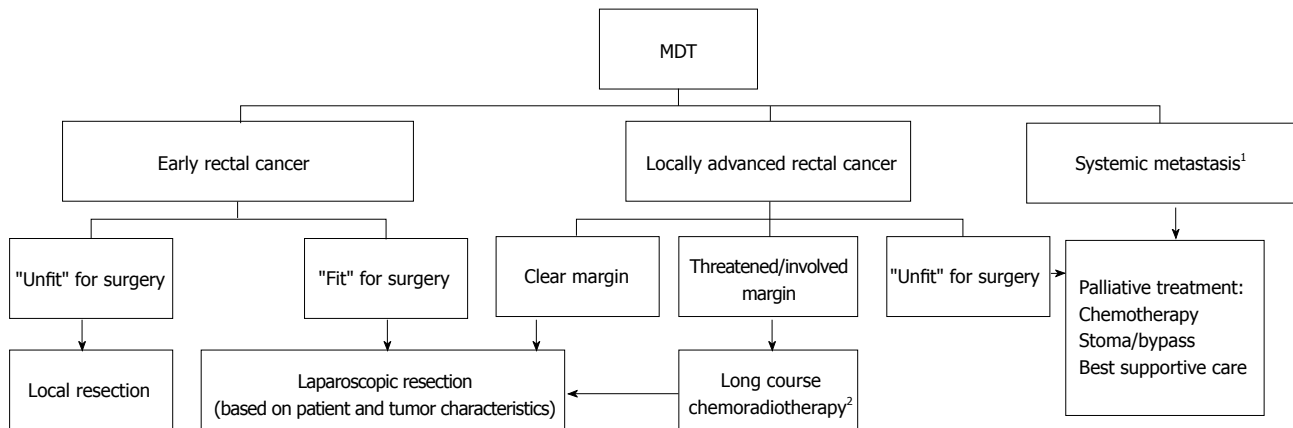 MDT
Early rectal cancer
Locally advanced rectal cancer
Systemic metastasis¹
"Unfit" for surgery
"Fit" for surgery
Clear margin
Threatened/involved
margin
"Unfit" for surgery
Palliative treatment:
Chemotherapy
Stoma/bypass
Best supportive care
Local resection
Laparoscopic resection
(based on patient and tumor characteristics)
Long course
chemoradiotherapy²